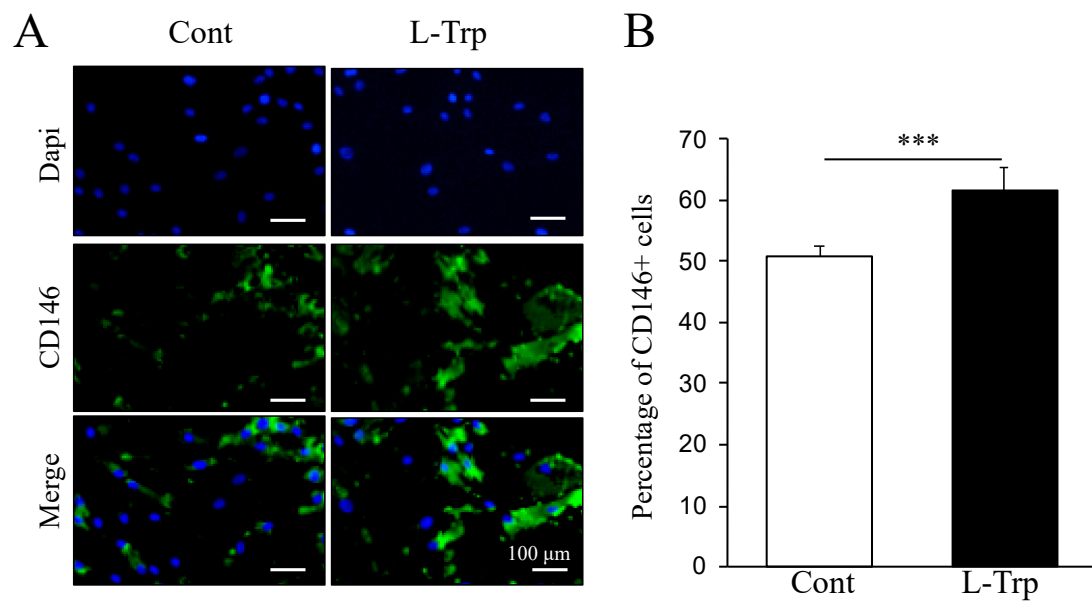 A
Cont
L-Trp
B
Dapi
CD146
Merge
100 μm
Percentage of CD146+ cells
70
60
50
40
30
20
10
0
***
Cont
L-Trp